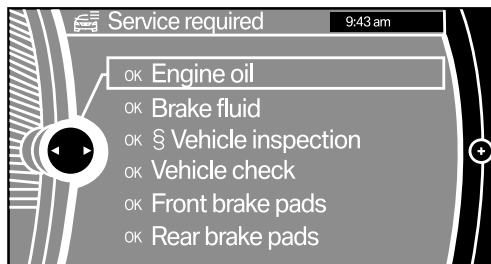 Service required 9:43 am
OK Engine oil
OK Brake fluid
OK § Vehicle inspection
OK Vehicle check
OK Front brake pads
OK Rear brake pads